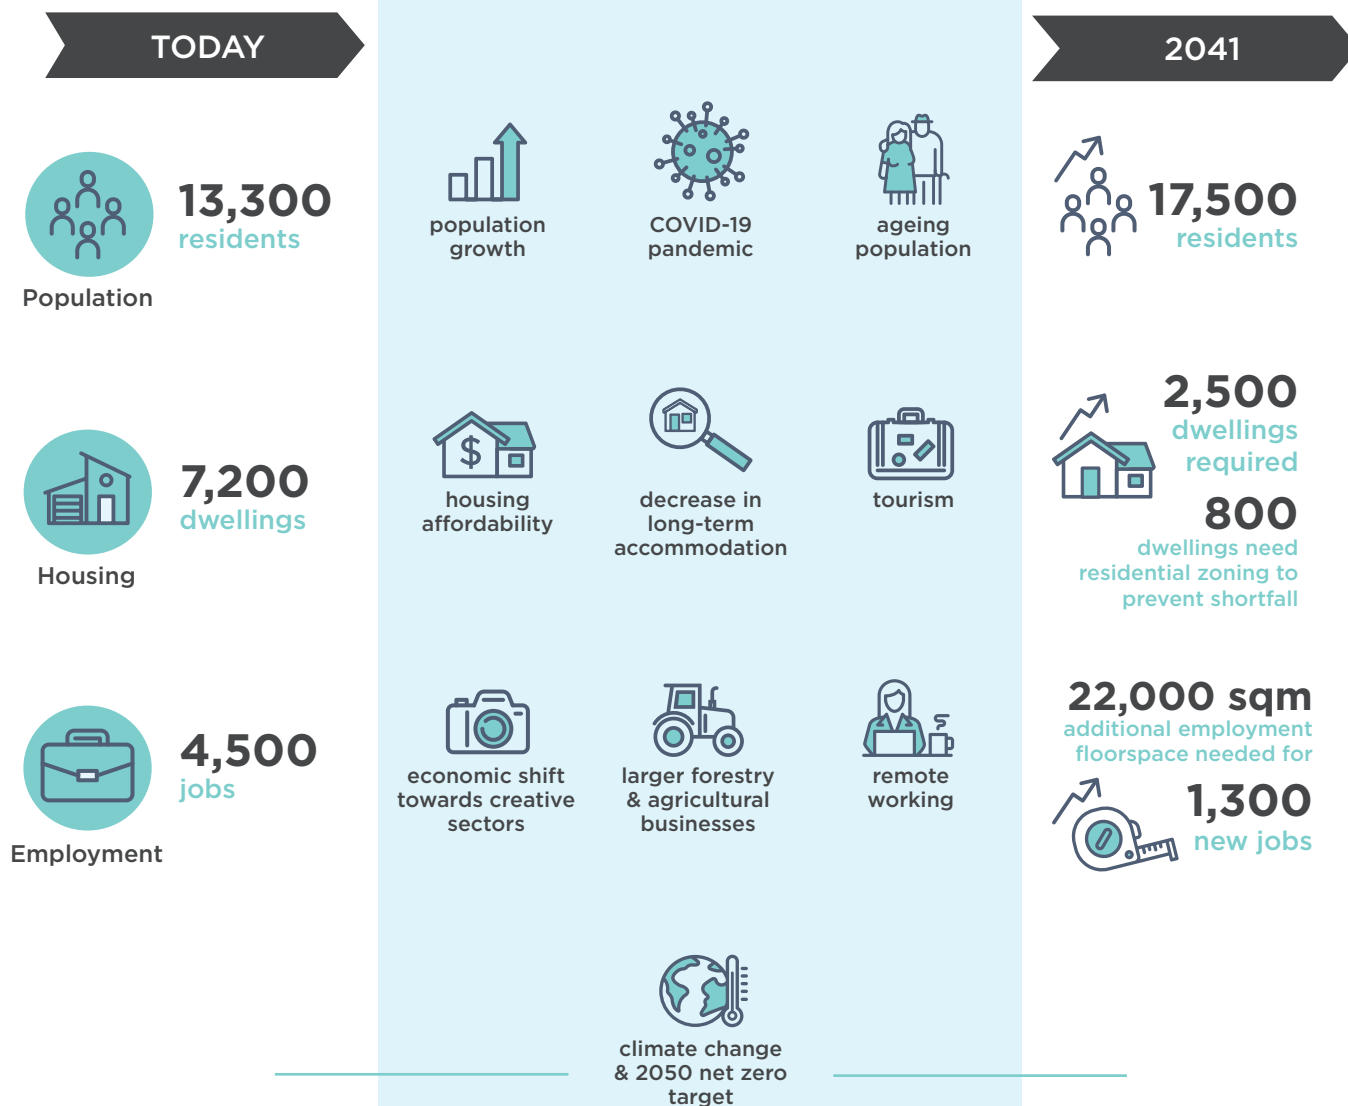 TODAY
2041
13,300
residents
Population
population
growth
COVID-19
pandemic
ageing
population
17,500
residents
7,200
dwellings
Housing
$
housing
affordability
decrease in
long-term
accommodation
tourism
2,500
dwellings
required
800
dwellings need
residential zoning to
prevent shortfall
4,500
jobs
Employment
economic shift
towards creative
sectors
larger forestry
& agricultural
businesses
remote
working
22,000 sqm
additional employment
floorspace needed for
1,300
new jobs
climate change
& 2050 net zero
target